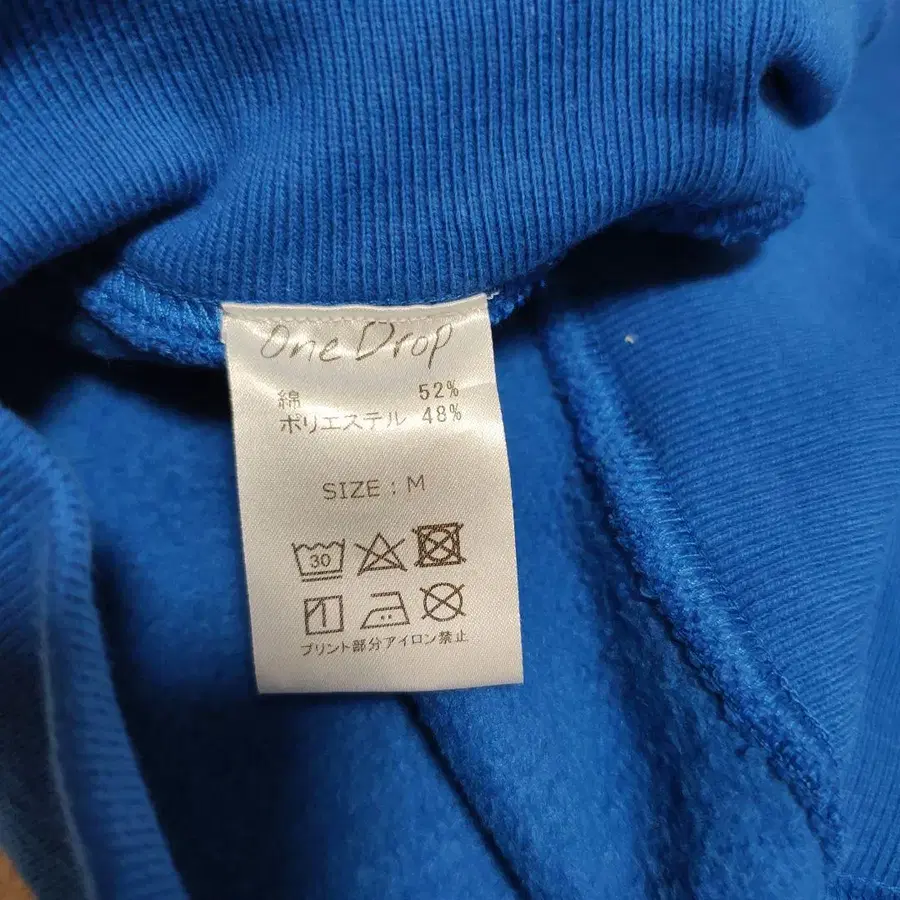 One Drop
綿 52%
ポリエステル 48%
SIZE : M
30
プリント部分アイロン禁止